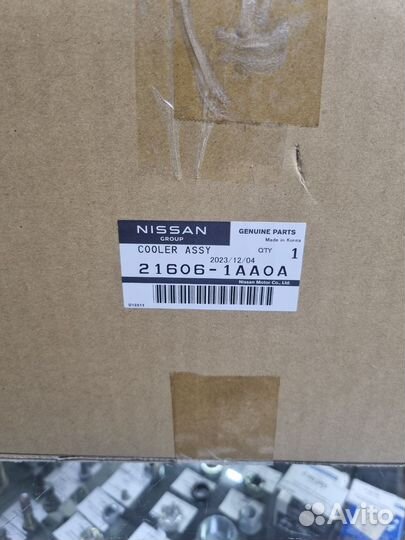 NISSAN
GROUP
GENUINE PARTS
Made in Korea
COOLER ASSY
QTY 1
2023/12/04
21606-1AA0A
Nissan Motor Co., Ltd.
Avito